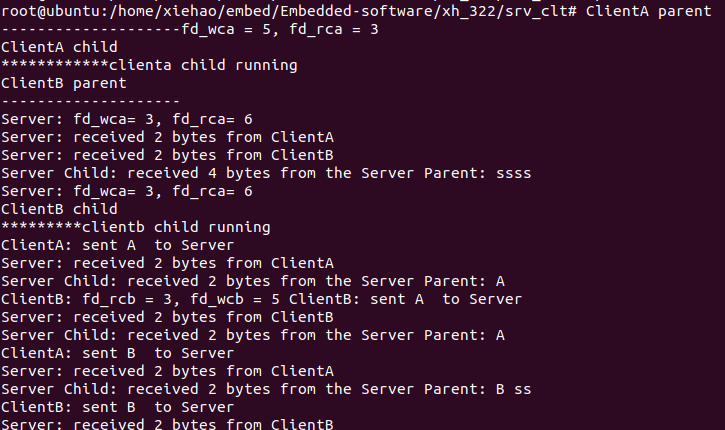 root@ubuntu:/home/xiehao/embed/Embedded-software/xh_322/srv_clt# ClientA parent
--------------------fd_wca = 5, fd_rca = 3
ClientA child
************clienta child running
ClientB parent
--------------------
Server: fd_wca= 3, fd_rca= 6
Server: received 2 bytes from ClientA
Server: received 2 bytes from ClientB
Server Child: received 4 bytes from the Server Parent: ssss
Server: fd_wca= 3, fd_rca= 6
ClientB child
*********clientb child running
ClientA: sent A  to Server
Server: received 2 bytes from ClientA
Server Child: received 2 bytes from the Server Parent: A
ClientB: fd_rcb = 3, fd_wcb = 5 ClientB: sent A  to Server
Server: received 2 bytes from ClientB
Server Child: received 2 bytes from the Server Parent: A
ClientA: sent B  to Server
Server: received 2 bytes from ClientA
Server Child: received 2 bytes from the Server Parent: B ss
ClientB: sent B  to Server
Server: received 2 bytes from ClientB